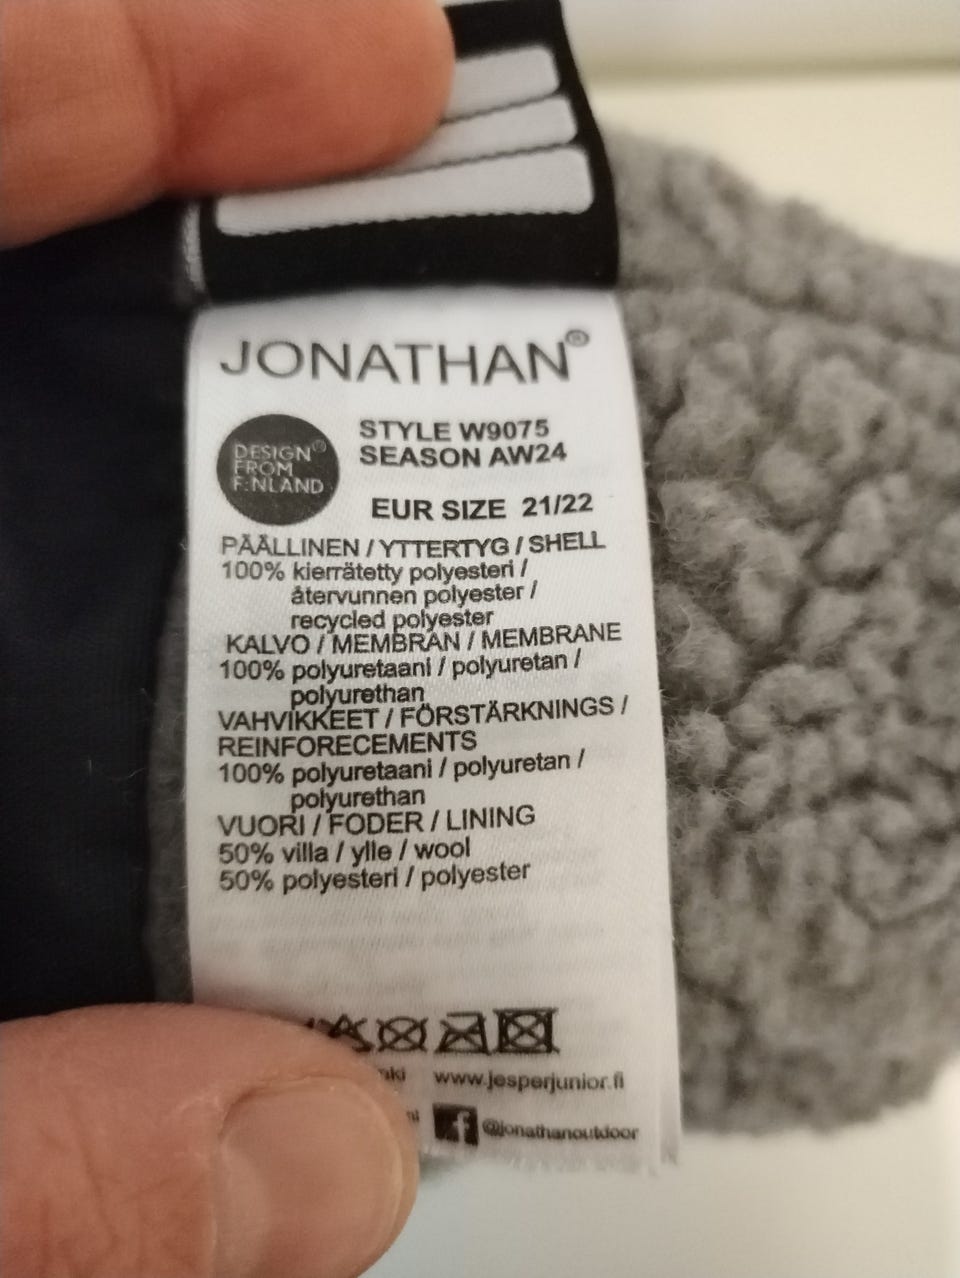 JONATHAN®
DESIGN®
FROM
FINLAND
STYLE W9075
SEASON AW24
EUR SIZE 21/22
PÄÄLLINEN / YTTERTYG / SHELL
100% kierrätetty polyesteri /
återvunnen polyester /
recycled polyester
KALVO / MEMBRAN / MEMBRANE
100% polyuretaani / polyuretan /
polyurethan
VAHVIKKEET / FÖRSTÄRKNINGS /
REINFORECEMENTS
100% polyuretaani / polyuretan /
polyurethan
VUORI / FODER / LINING
50% villa / ylle / wool
50% polyesteri / polyester
www.jesperjunior.fi
@jonathanoutdoor